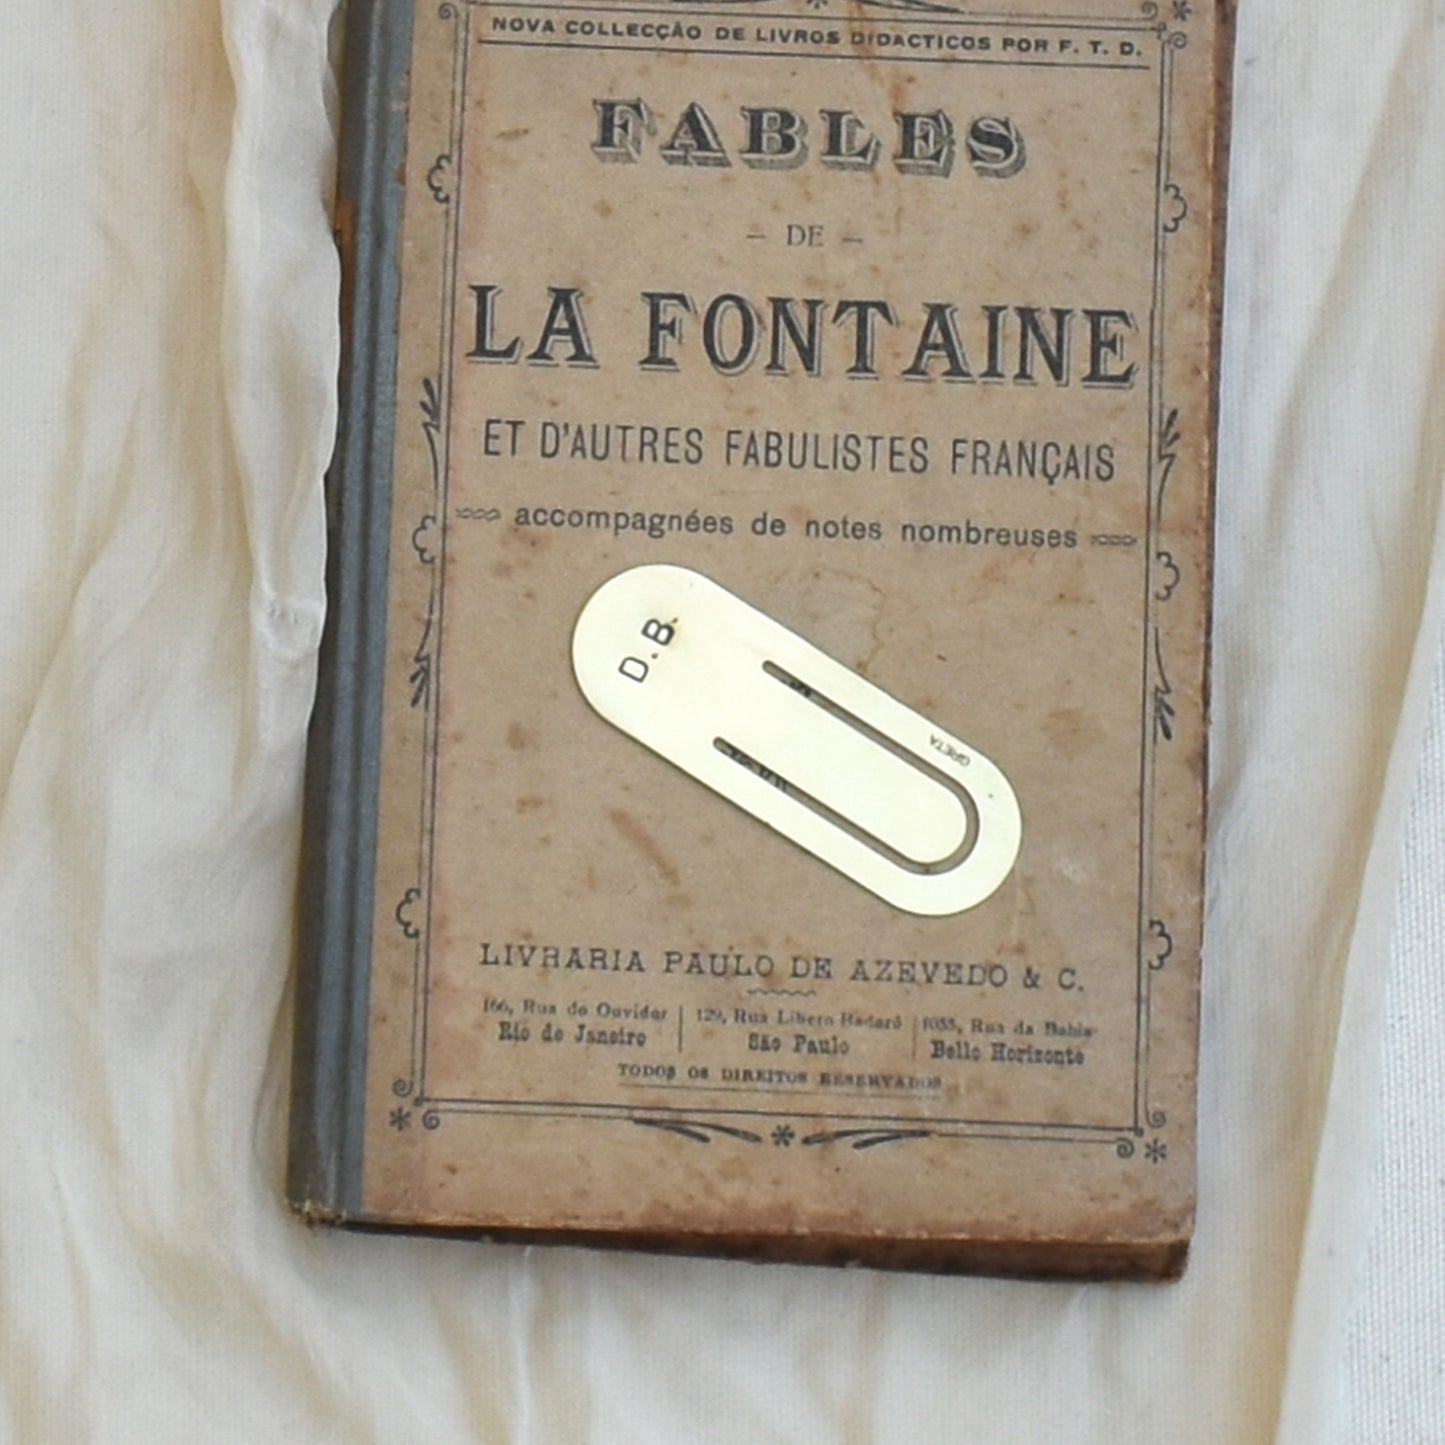 NOVA COLLECÇÃO DE LIVROS DIDACTICOS POR F. T. D.
FABLES
– DE –
LA FONTAINE
ET D'AUTRES FABULISTES FRANÇAIS
accompagnées de notes nombreuses
D.B.
GRETA
LIVRARIA PAULO DE AZEVEDO & C.
166, Rua do Ouvidor
Rio de Janeiro
129, Rua Libero Badaró
São Paulo
1055, Rua da Bahia
Bello Horizonte
TODOS OS DIREITOS RESERVADOS